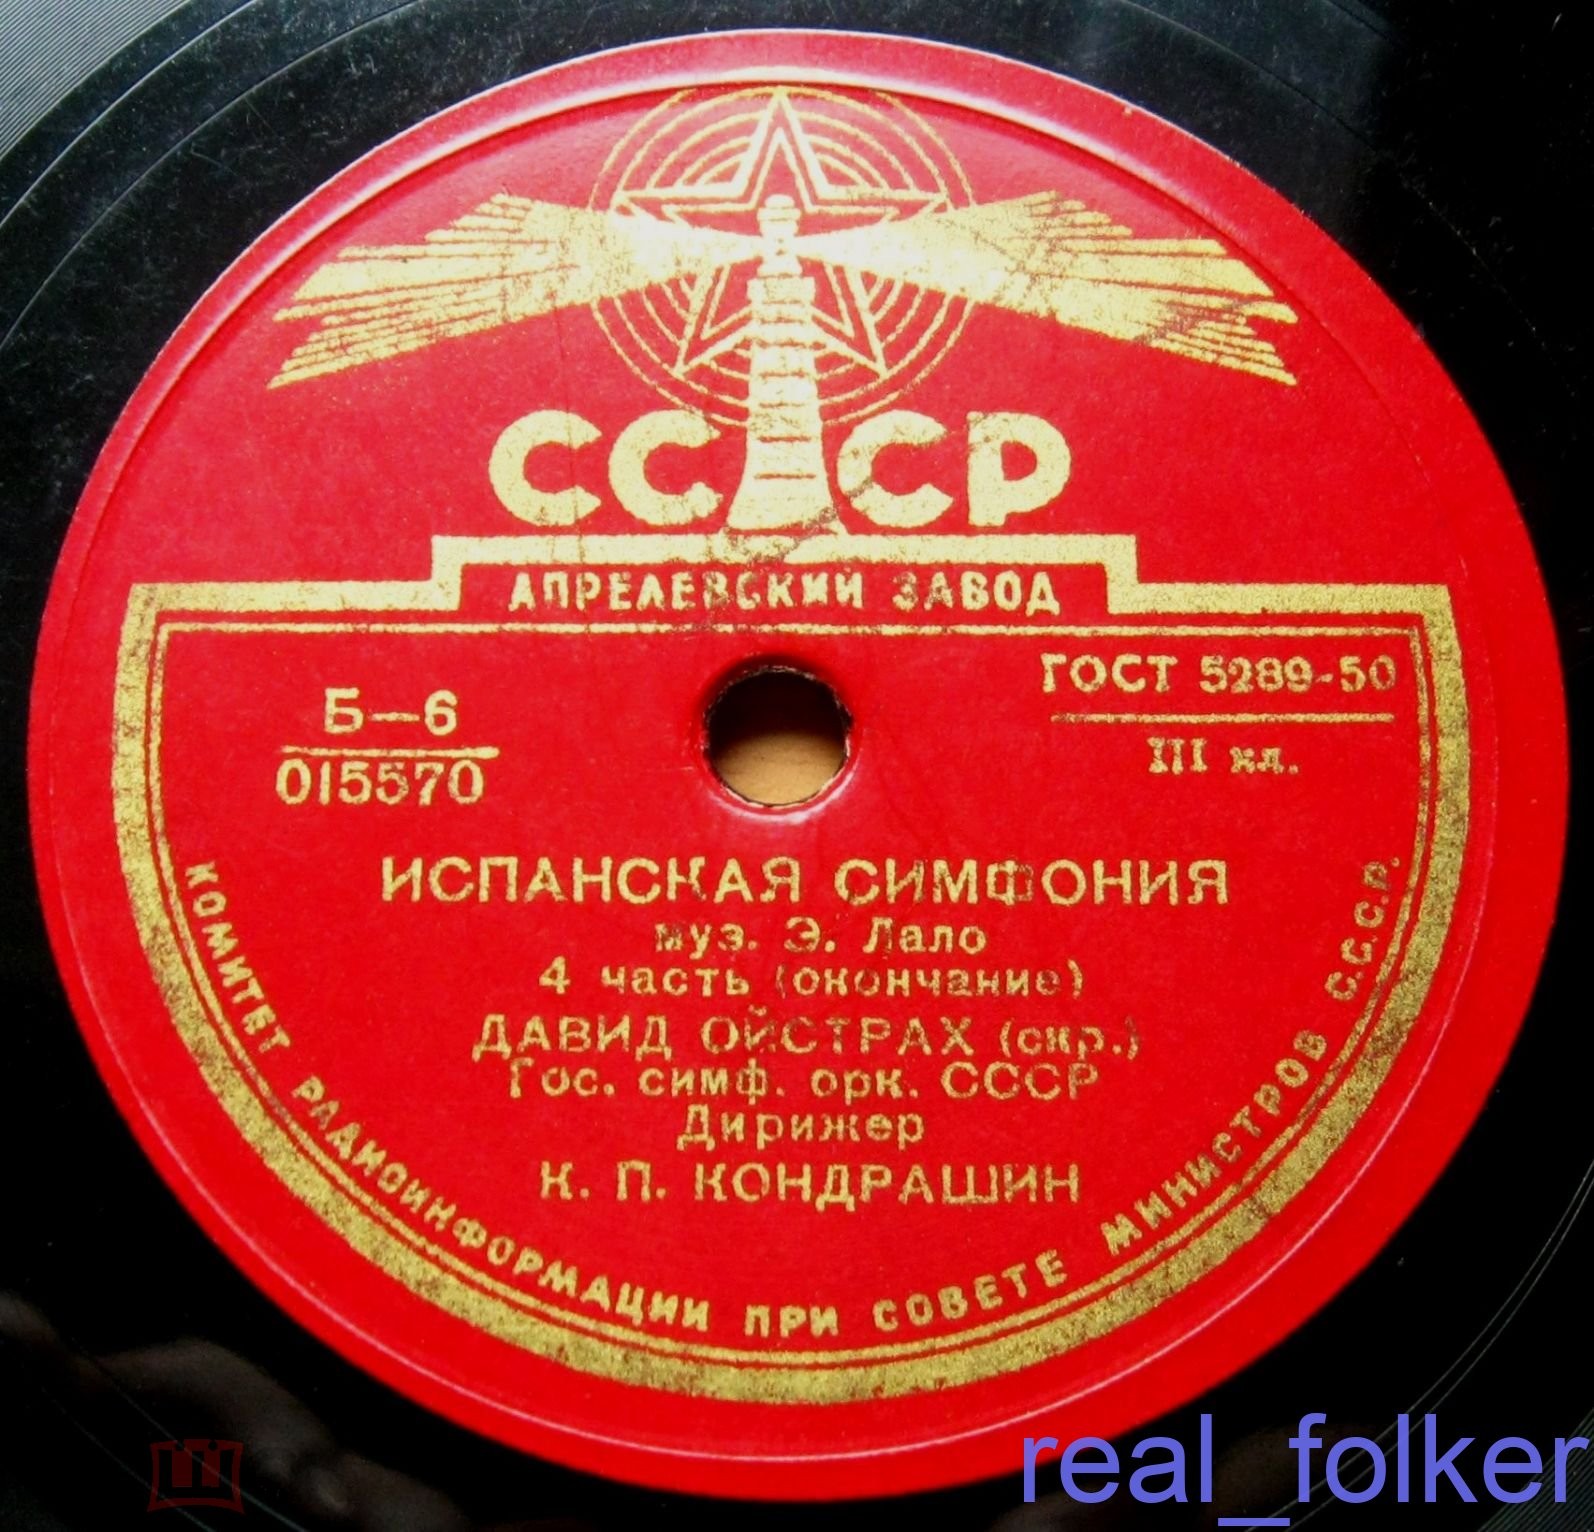 СССР
АПРЕЛЕВСКИЙ ЗАВОД
ГОСТ 5289-50
III кл.
Б—6
015570
ИСПАНСКАЯ СИМФОНИЯ
муз. Э. Лало
4 часть (окончание)
ДАВИД ОЙСТРАХ (скр.)
Гос. симф. орк. СССР
Дирижер
К. П. КОНДРАШИН
КОМИТЕТ РАДИОИНФОРМАЦИИ ПРИ СОВЕТЕ МИНИСТРОВ С.С.С.Р.
real_folker